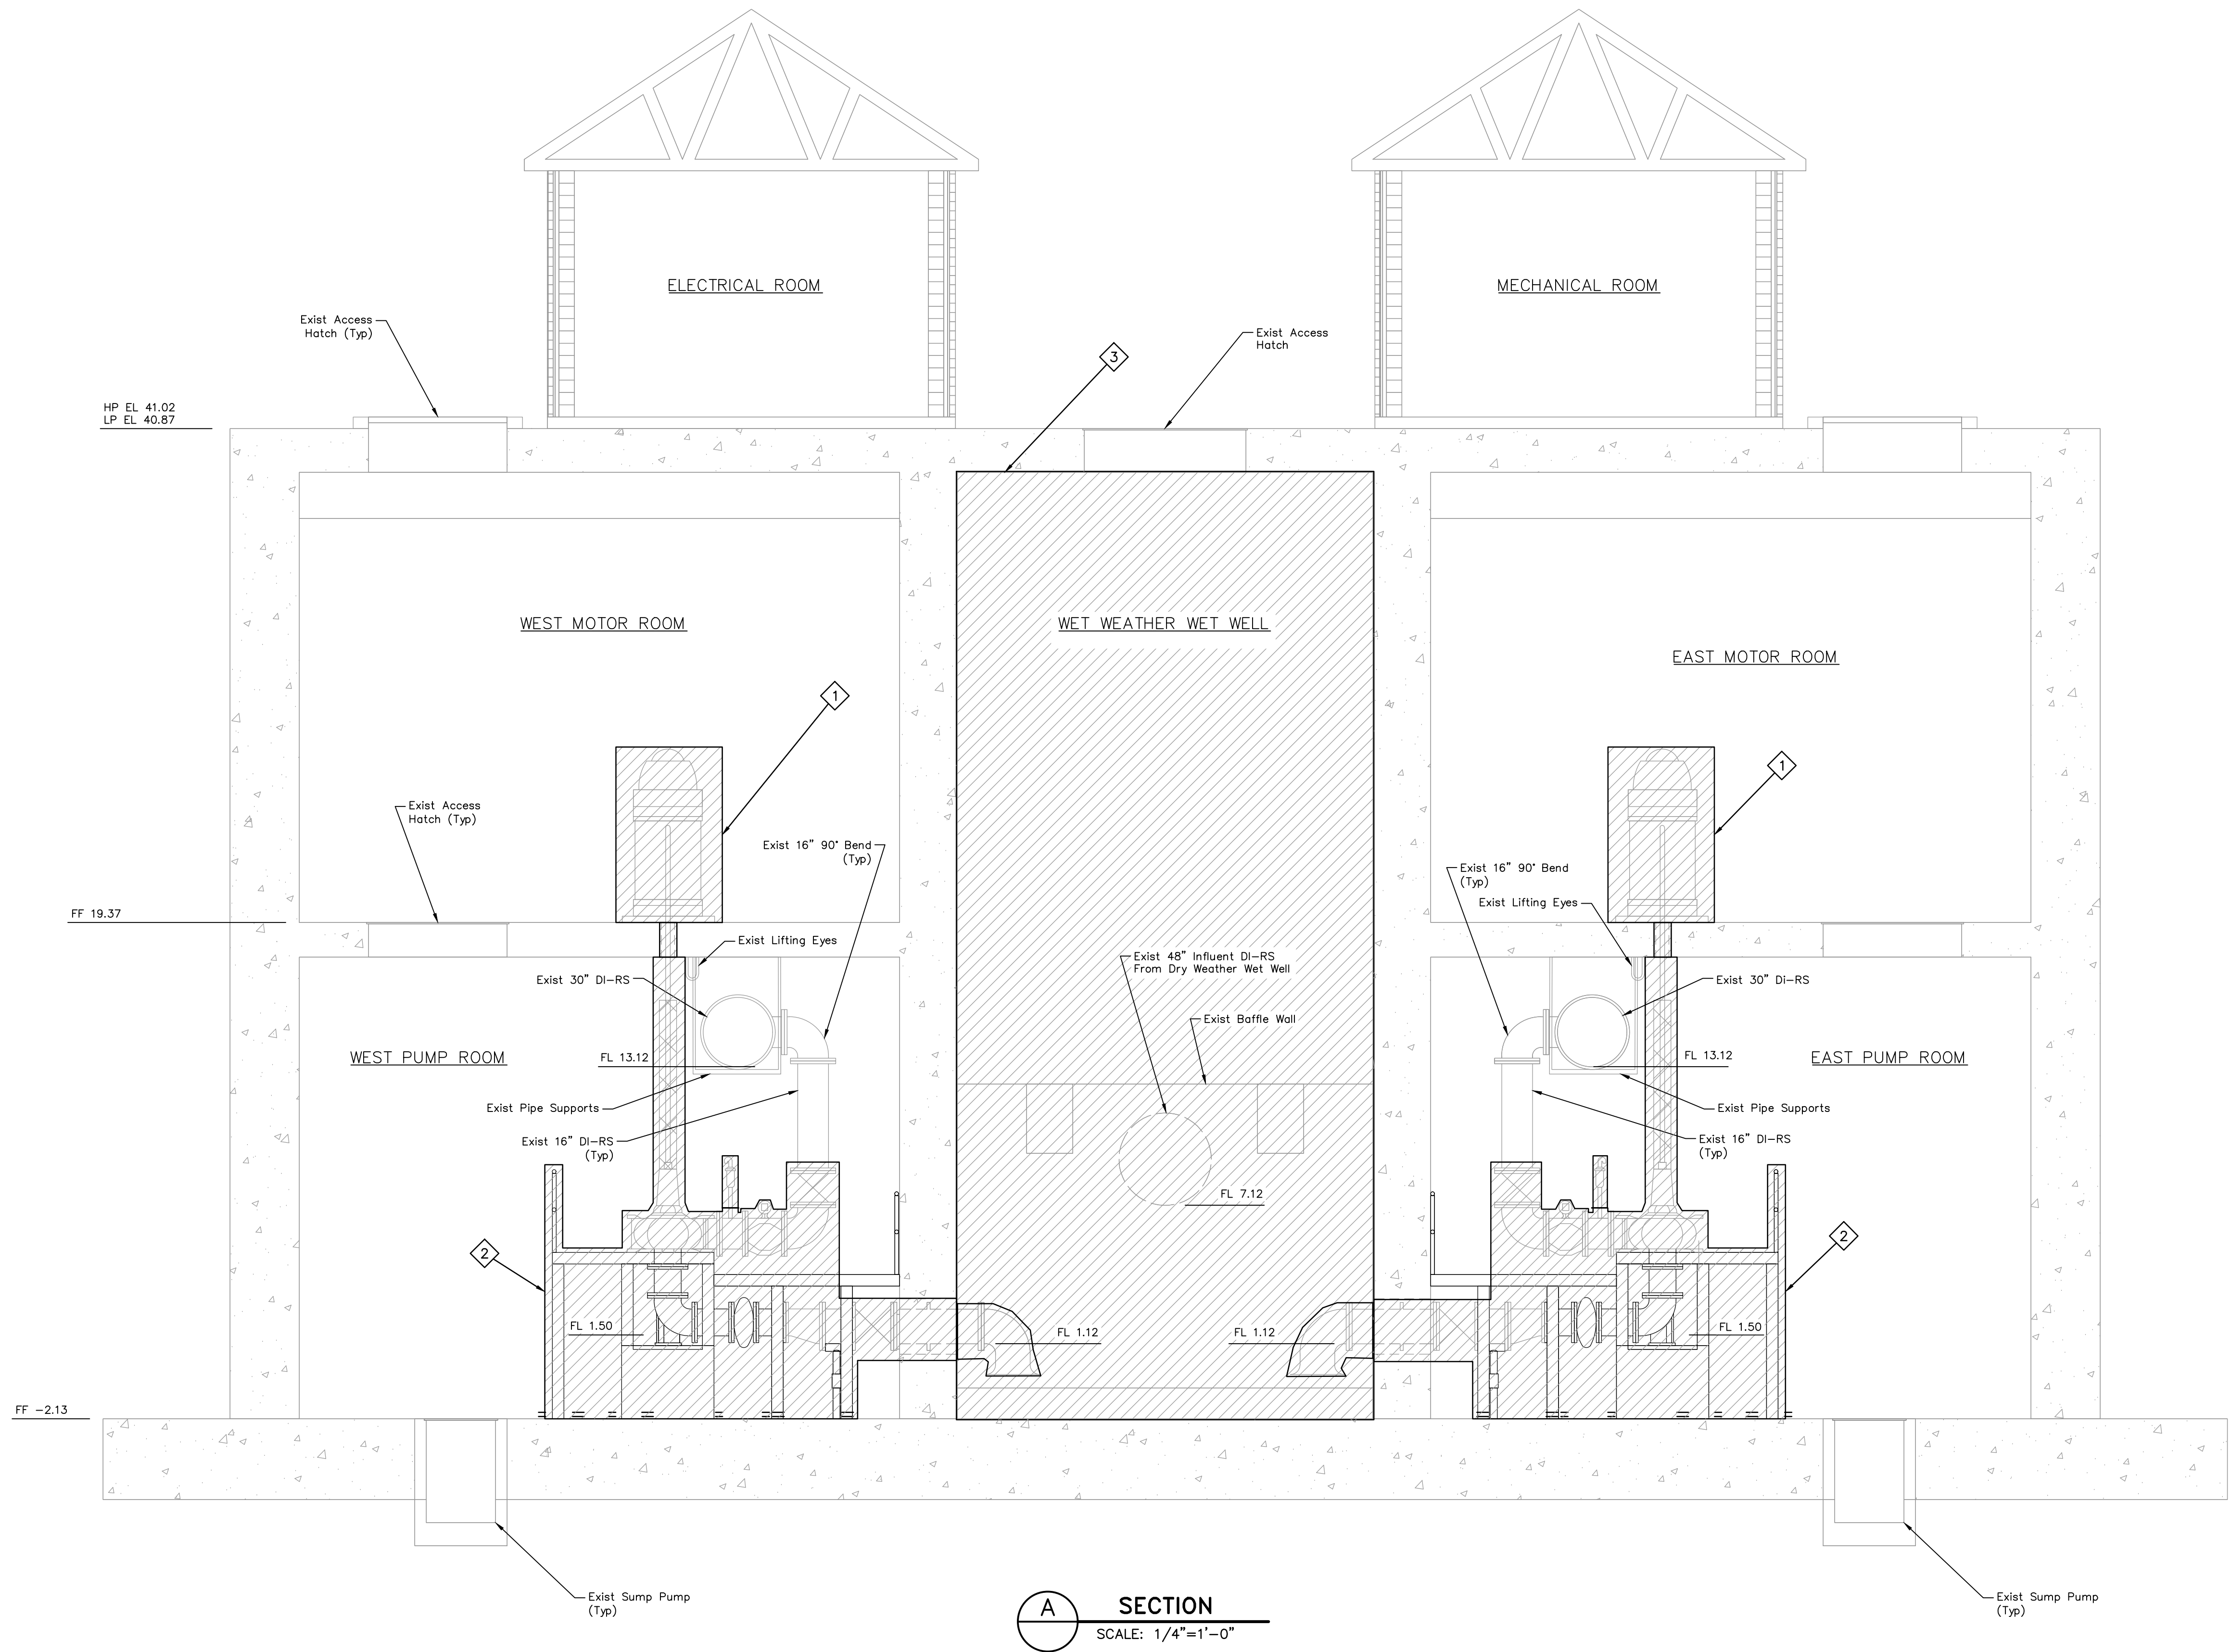 ELECTRICAL ROOM
MECHANICAL ROOM
Exist Access
Hatch (Typ)
Exist Access
Hatch
3
HP EL 41.02
LP EL 40.87
WEST MOTOR ROOM
WET WEATHER WET WELL
EAST MOTOR ROOM
1
1
Exist Access
Hatch (Typ)
Exist 16" 90° Bend
(Typ)
Exist 16" 90° Bend
(Typ)
Exist Lifting Eyes
FF 19.37
Exist Lifting Eyes
Exist 48" Influent DI-RS
From Dry Weather Wet Well
Exist 30" DI-RS
Exist 30" DI-RS
Exist Baffle Wall
WEST PUMP ROOM
FL 13.12
FL 13.12
EAST PUMP ROOM
Exist Pipe Supports
Exist Pipe Supports
Exist 16" DI-RS
(Typ)
Exist 16" DI-RS
(Typ)
FL 7.12
2
2
FL 1.50
FL 1.12
FL 1.12
FL 1.50
FF -2.13
Exist Sump Pump
(Typ)
Exist Sump Pump
(Typ)
A
SECTION
SCALE: 1/4"=1'-0"